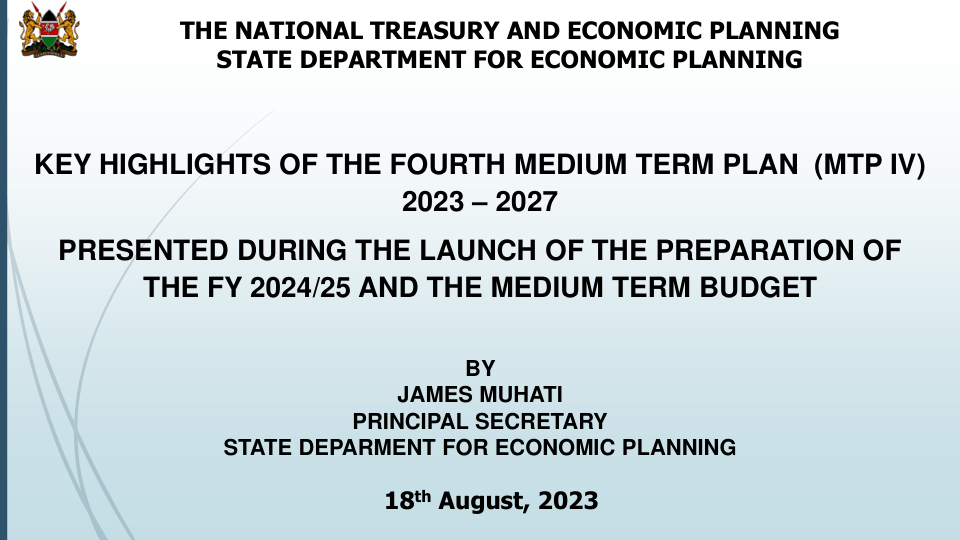 THE NATIONAL TREASURY AND ECONOMIC PLANNING
STATE DEPARTMENT FOR ECONOMIC PLANNING
KEY HIGHLIGHTS OF THE FOURTH MEDIUM TERM PLAN (MTP IV)
2023 – 2027
PRESENTED DURING THE LAUNCH OF THE PREPARATION OF
THE FY 2024/25 AND THE MEDIUM TERM BUDGET
BY
JAMES MUHATI
PRINCIPAL SECRETARY
STATE DEPARMENT FOR ECONOMIC PLANNING
18th August, 2023